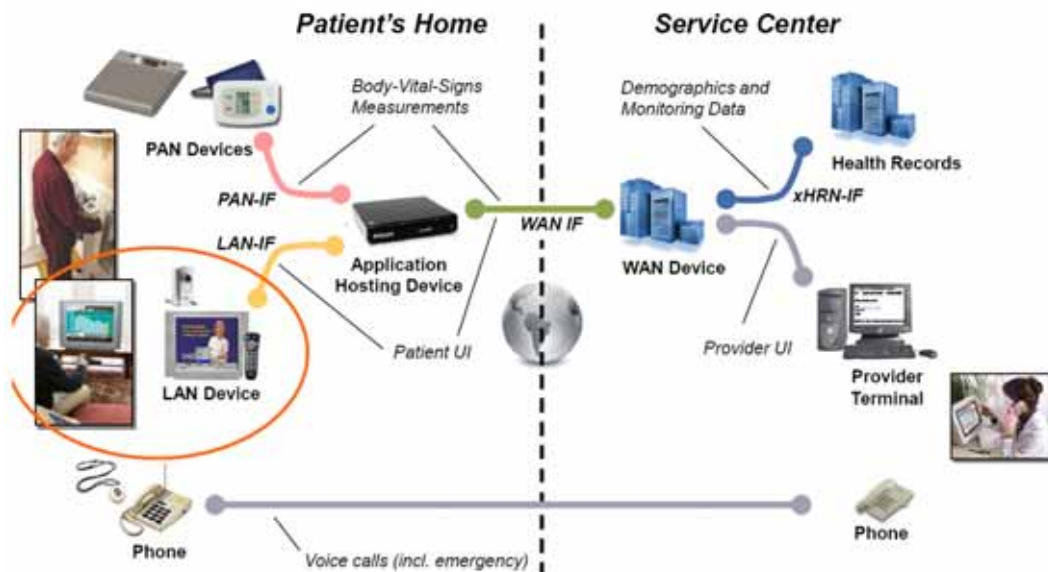 Patient's Home
Service Center
Body-Vital-Signs
Measurements
Demographics and
Monitoring Data
PAN Devices
Health Records
PAN-IF
xHRN-IF
WAN IF
LAN-IF
Application
Hosting Device
WAN Device
Patient UI
Provider UI
LAN Device
Provider
Terminal
Phone
Phone
Voice calls (incl. emergency)